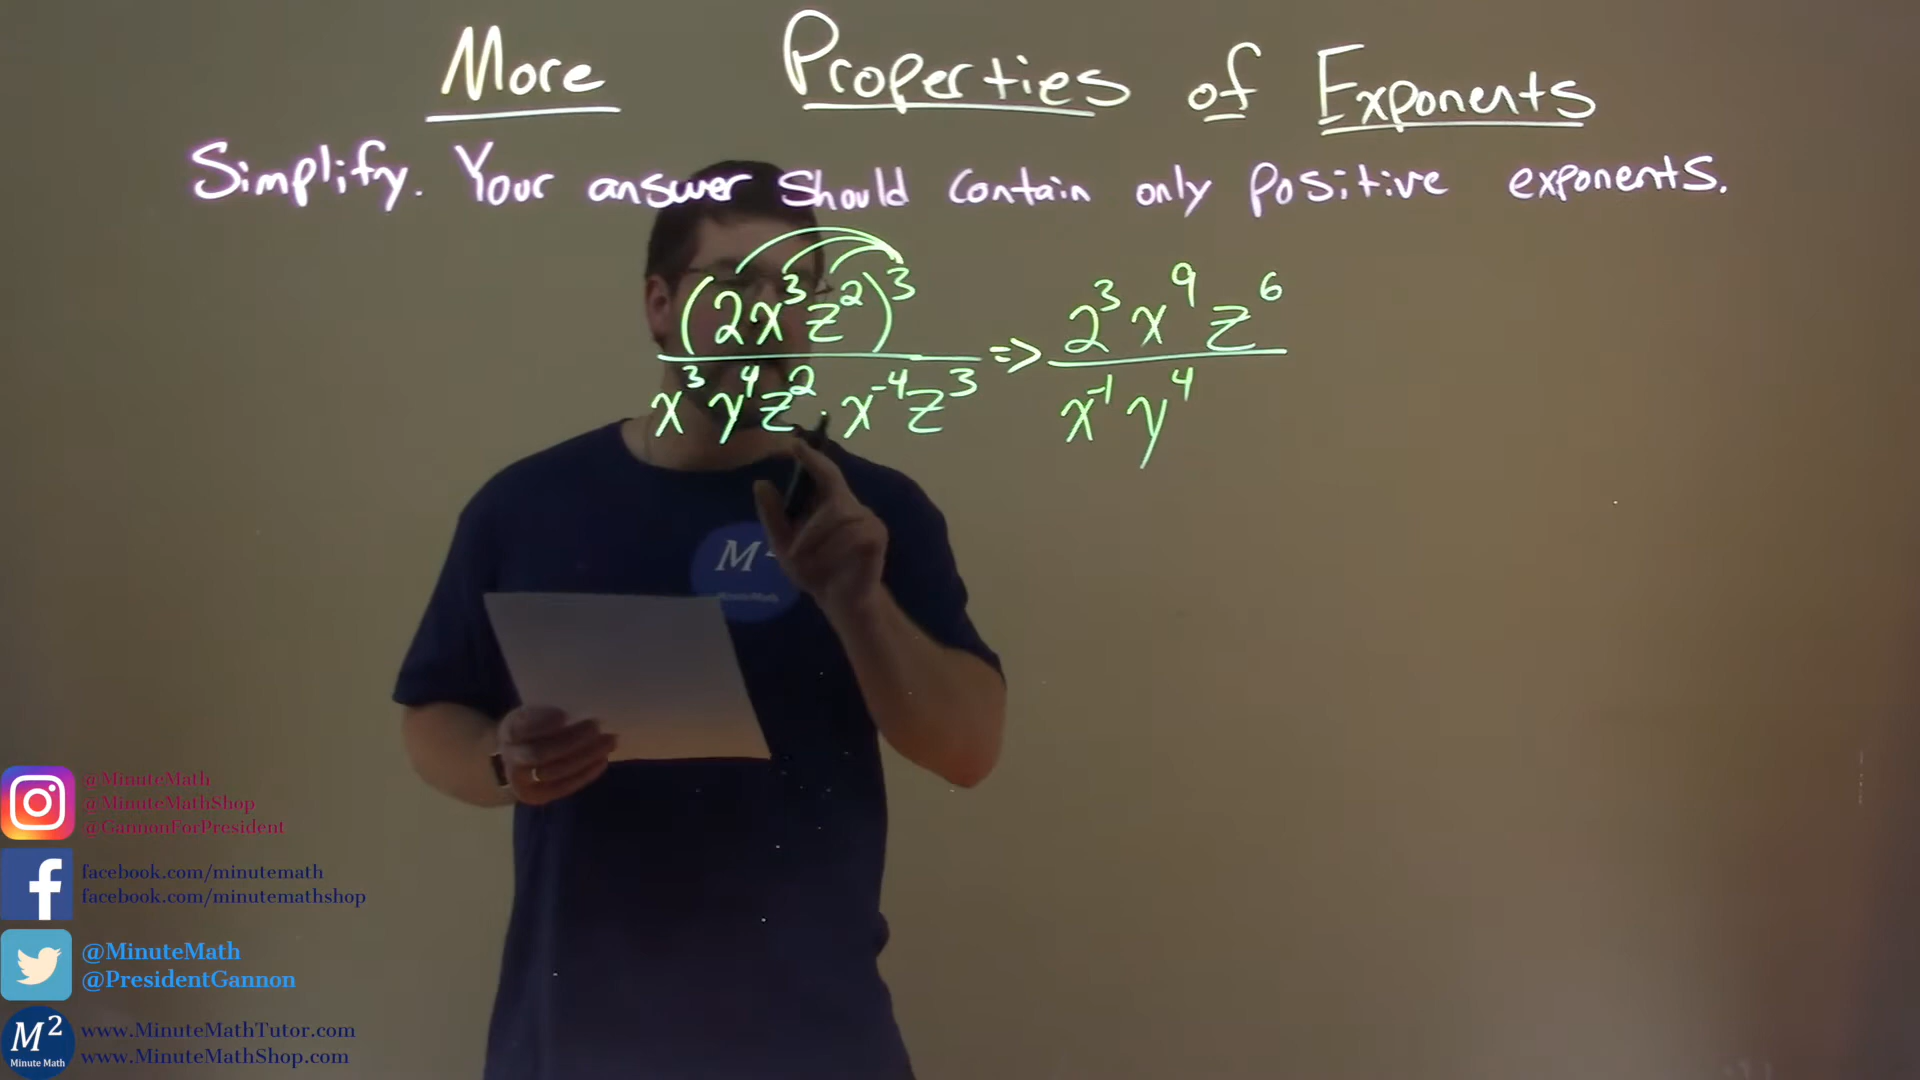 More Properties of Exponents
Simplify. Your answer should contain only positive exponents.
(2x³z²)³ => 2³x⁹z⁶
x³y⁴z² · x⁻⁴z³ x⁻¹y⁴
M²
MinuteMath
@MinuteMath
@MinuteMathShop
@GannonForPresident
facebook.com/minutemath
facebook.com/minutemathshop
@MinuteMath
@PresidentGannon
M² www.MinuteMathTutor.com
Minute Math www.MinuteMathShop.com